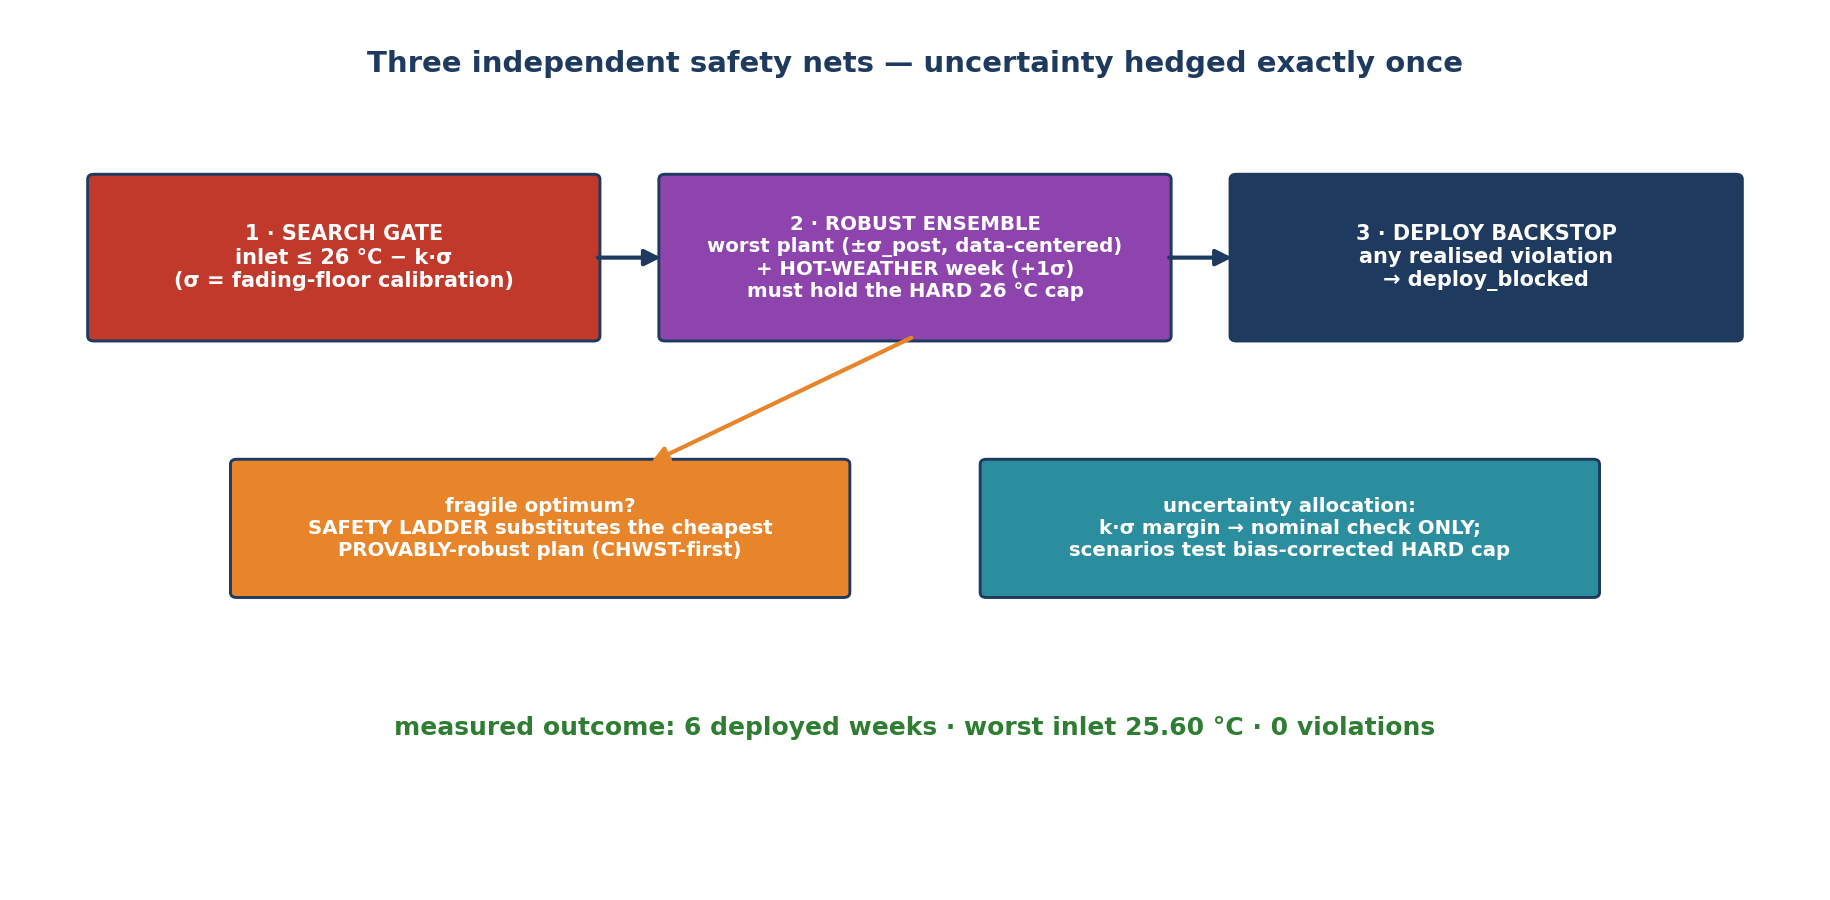 Three independent safety nets — uncertainty hedged exactly once
1 · SEARCH GATE
inlet ≤ 26 °C − k·σ
(σ = fading-floor calibration)
2 · ROBUST ENSEMBLE
worst plant (±σ_post, data-centered)
+ HOT-WEATHER week (+1σ)
must hold the HARD 26 °C cap
3 · DEPLOY BACKSTOP
any realised violation
→ deploy_blocked
fragile optimum?
SAFETY LADDER substitutes the cheapest
PROVABLY-robust plan (CHWST-first)
uncertainty allocation:
k·σ margin → nominal check ONLY;
scenarios test bias-corrected HARD cap
measured outcome: 6 deployed weeks · worst inlet 25.60 °C · 0 violations